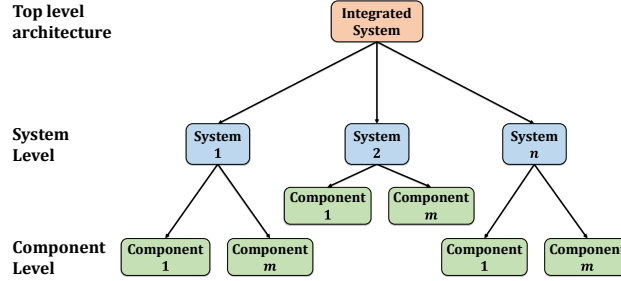 Top level
architecture
Integrated
System
System
Level
System
1
System
2
System
n
Component
1
Component
m
Component
Level
Component
1
Component
m
Component
1
Component
m